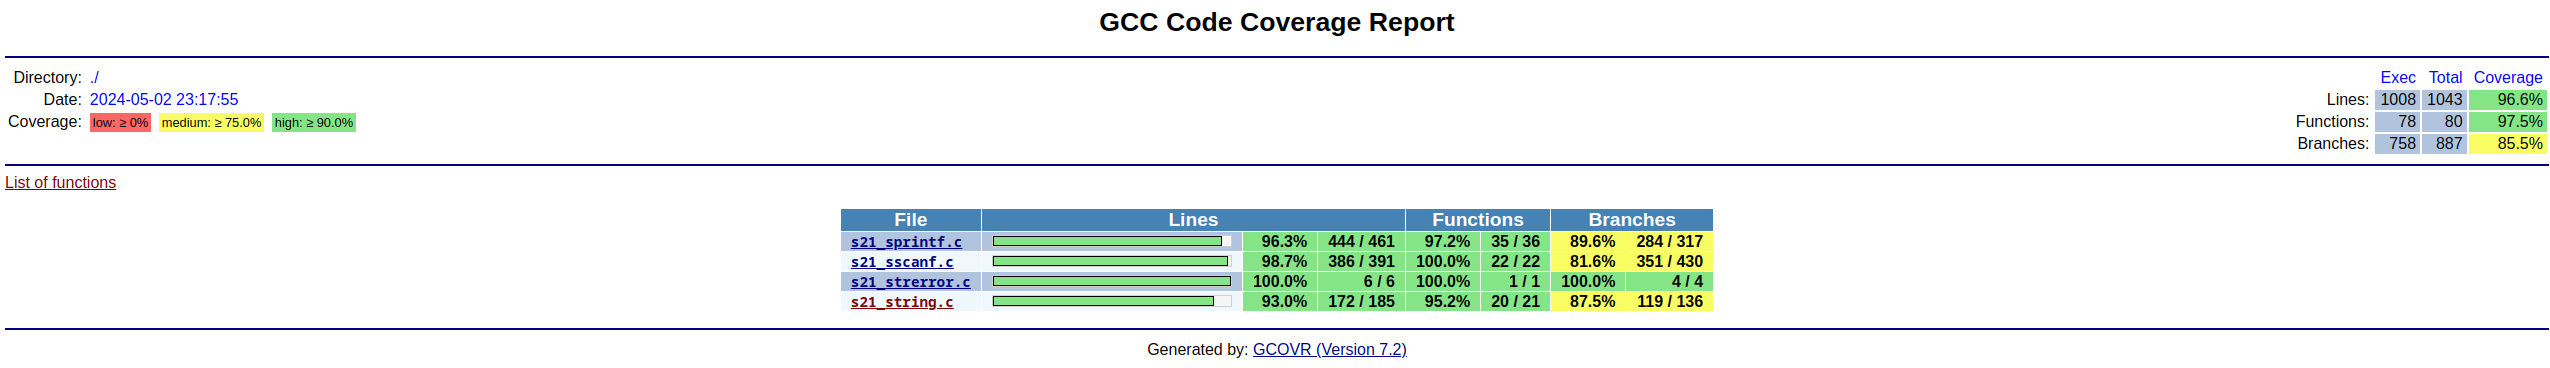 GCC Code Coverage Report
Directory: ./
Date: 2024-05-02 23:17:55
Coverage: low: ≥ 0% medium: ≥ 75.0% high: ≥ 90.0%
Exec Total Coverage
Lines: 1008 1043 96.6%
Functions: 78 80 97.5%
Branches: 758 887 85.5%
List of functions
File Lines Functions Branches
s21_sprintf.c 96.3% 444 / 461 97.2% 35 / 36 89.6% 284 / 317
s21_sscanf.c 98.7% 386 / 391 100.0% 22 / 22 81.6% 351 / 430
s21_strerror.c 100.0% 6 / 6 100.0% 1 / 1 100.0% 4 / 4
s21_string.c 93.0% 172 / 185 95.2% 20 / 21 87.5% 119 / 136
Generated by: GCOVR (Version 7.2)